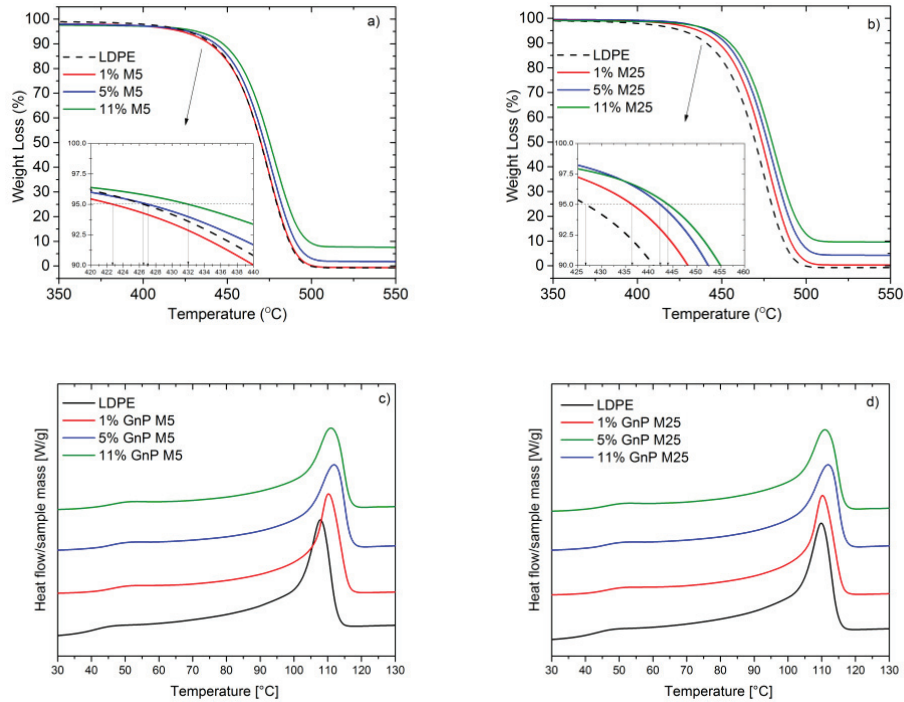 a)
LDPE
1% M5
5% M5
11% M5
Weight Loss (%)
100
90
80
70
60
50
40
30
20
10
0
350
400
450
500
550
Temperature (°C)
100.0
97.5
95.0
92.5
90.0
420 422 424 426 428 430 432 434 436 438 440
b)
LDPE
1% M25
5% M25
11% M25
Weight Loss (%)
100
90
80
70
60
50
40
30
20
10
0
350
400
450
500
550
Temperature (°C)
100.0
97.5
95.0
92.5
90.0
425 430 435 440 445 450 455 460
c)
LDPE
1% GnP M5
5% GnP M5
11% GnP M5
Heat flow/sample mass [W/g]
30 40 50 60 70 80 90 100 110 120 130
Temperature [°C]
d)
LDPE
1% GnP M25
5% GnP M25
11% GnP M25
Heat flow/sample mass [W/g]
30 40 50 60 70 80 90 100 110 120 130
Temperature [°C]